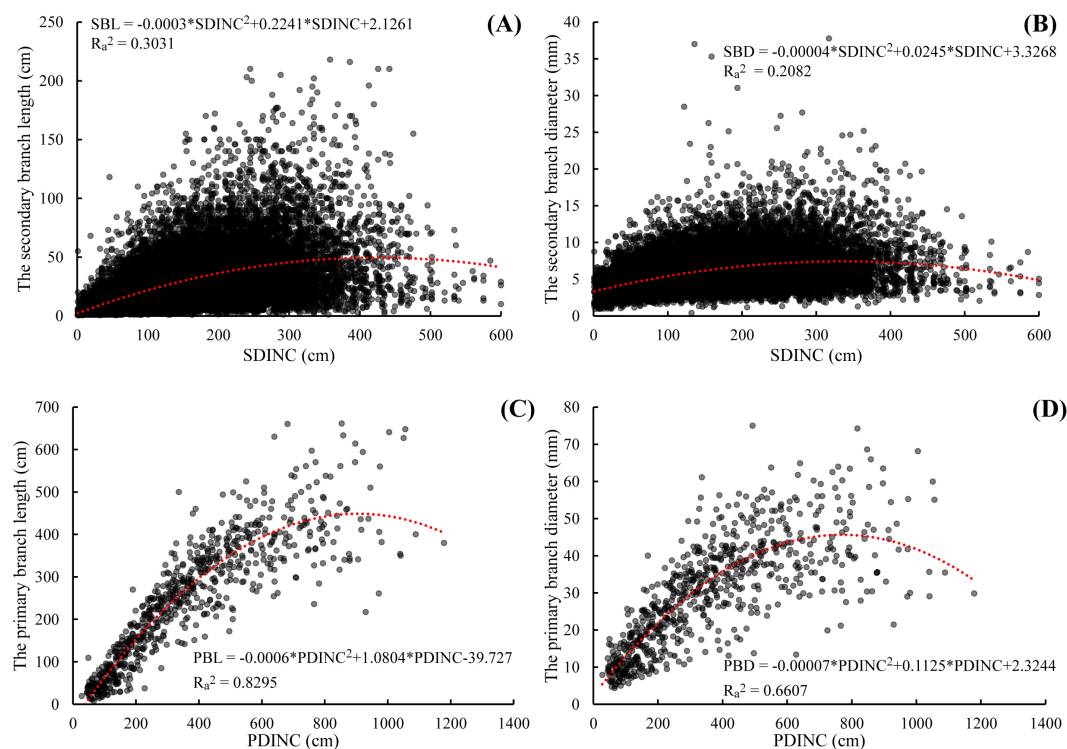 SBL = -0.0003*SDINC²+0.2241*SDINC+2.1261
Rₐ² = 0.3031
(A)
The secondary branch length (cm)
250
200
150
100
50
0
0 100 200 300 400 500 600
SDINC (cm)
(B)
SBD = -0.00004*SDINC²+0.0245*SDINC+3.3268
Rₐ² = 0.2082
The secondary branch diameter (mm)
40
35
30
25
20
15
10
5
0
0 100 200 300 400 500 600
SDINC (cm)
(C)
The primary branch length (cm)
700
600
500
400
300
200
100
0
PBL = -0.0006*PDINC²+1.0804*PDINC-39.727
Rₐ² = 0.8295
0 200 400 600 800 1000 1200 1400
PDINC (cm)
(D)
The primary branch diameter (mm)
80
70
60
50
40
30
20
10
0
PBD = -0.00007*PDINC²+0.1125*PDINC+2.3244
Rₐ² = 0.6607
0 200 400 600 800 1000 1200 1400
PDINC (cm)